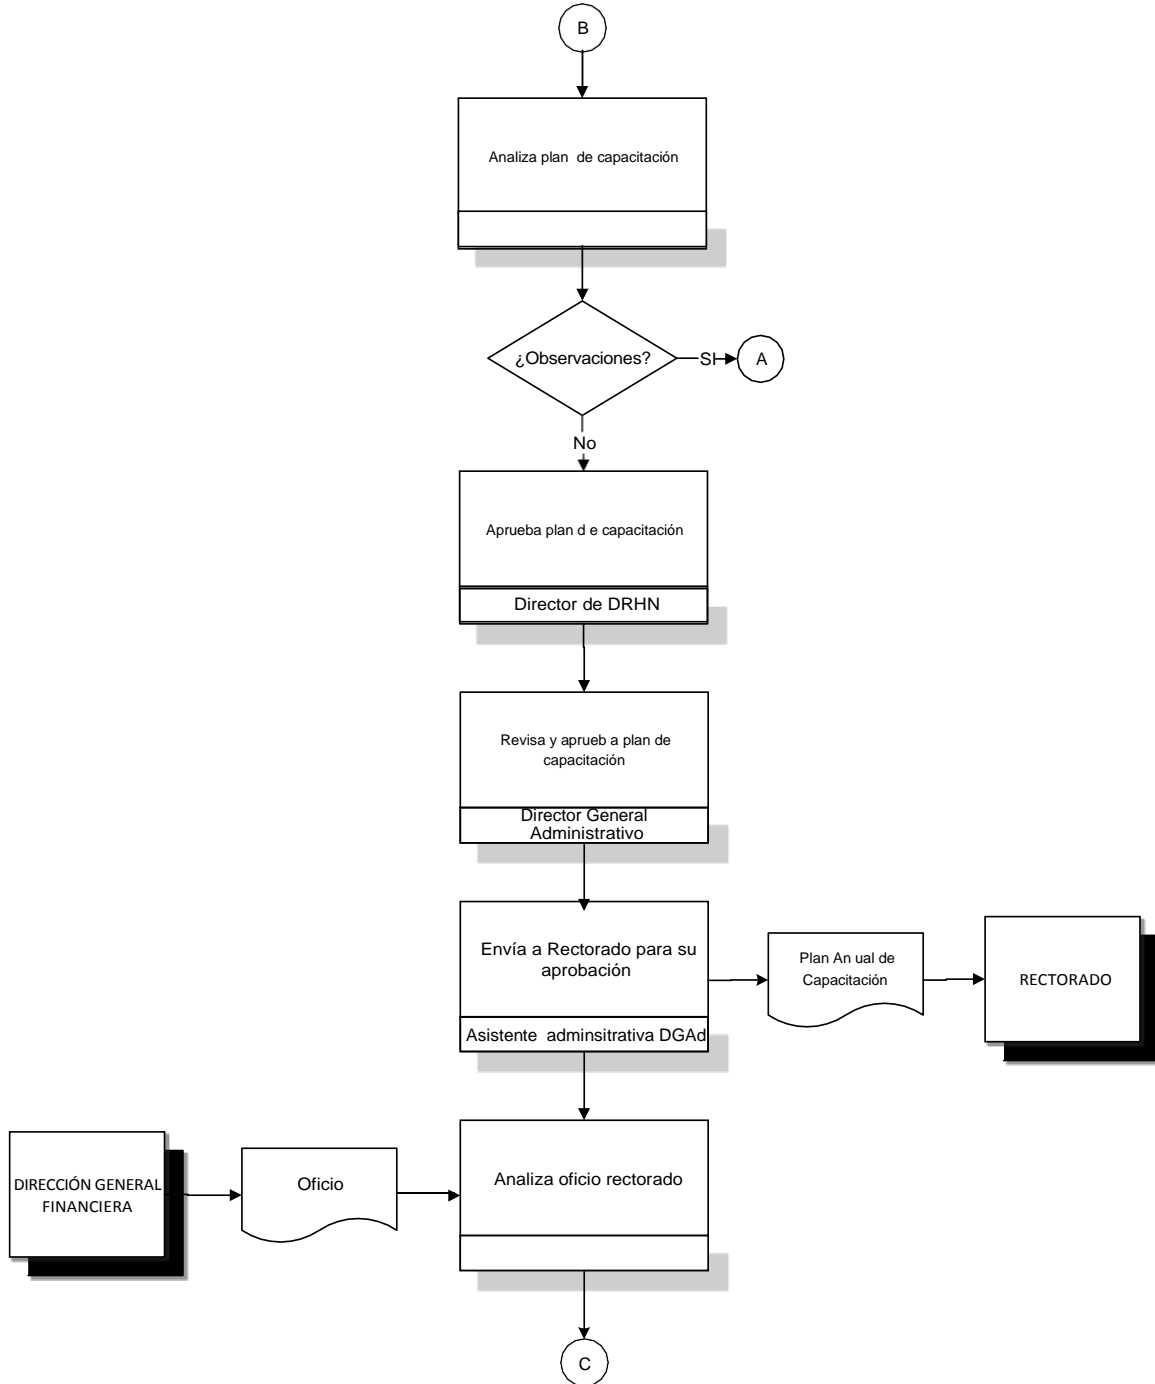 B
Analiza plan de capacitación
¿Observaciones?
SI
A
No
Aprueba plan d e capacitación
Director de DRHN
Revisa y aprueb a plan de
capacitación
Director General
Administrativo
Envía a Rectorado para su
aprobación
Asistente adminsitrativa DGAd
Plan An ual de
Capacitación
RECTORADO
DIRECCIÓN GENERAL
FINANCIERA
Oficio
Analiza oficio rectorado
C